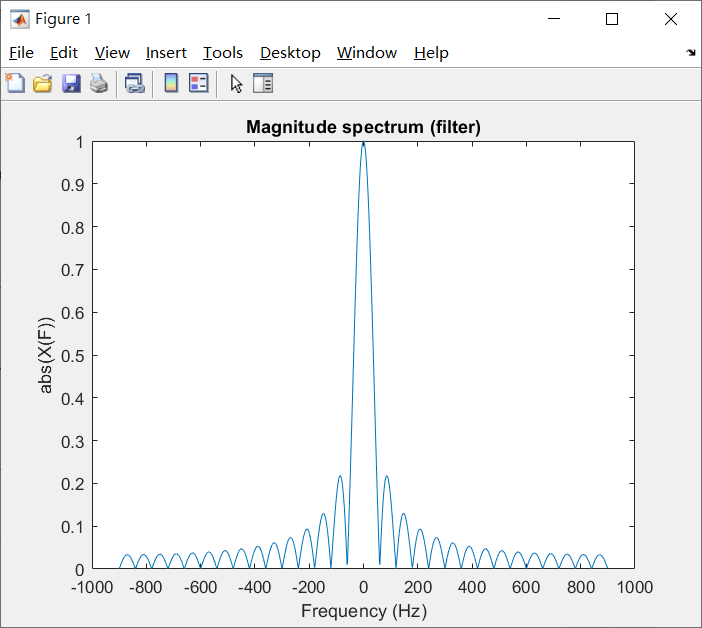 Figure 1
File Edit View Insert Tools Desktop Window Help
Magnitude spectrum (filter)
1
0.9
0.8
0.7
0.6
0.5
0.4
0.3
0.2
0.1
0
abs(X(F))
-1000 -800 -600 -400 -200 0 200 400 600 800 1000
Frequency (Hz)